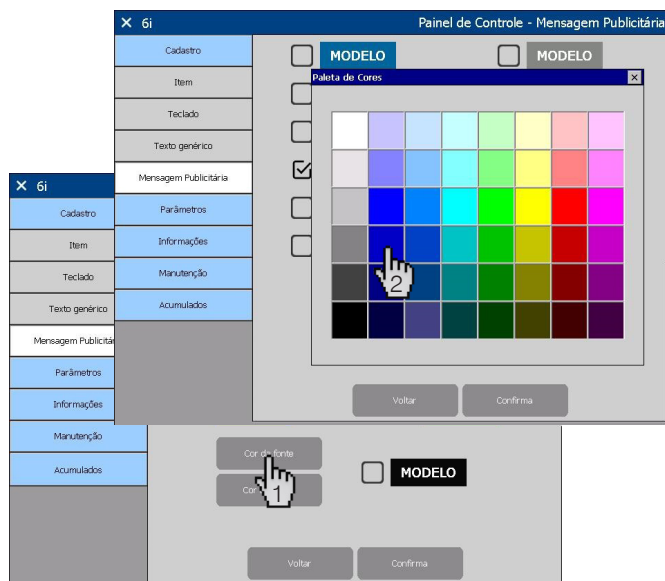 6i
Painel de Controle - Mensagem Publicitária
Cadastro
Item
Teclado
Texto genérico
Mensagem Publicitária
Parâmetros
Informações
Manutenção
Acumulados
MODELO
MODELO
Paleta de Cores
2
Voltar
Confirma
6i
Cadastro
Item
Teclado
Texto genérico
Mensagem
Parâmetros
Informações
Manutenção
Acumulados
Cor da fonte
Cor
1
MODELO
Voltar
Confirma